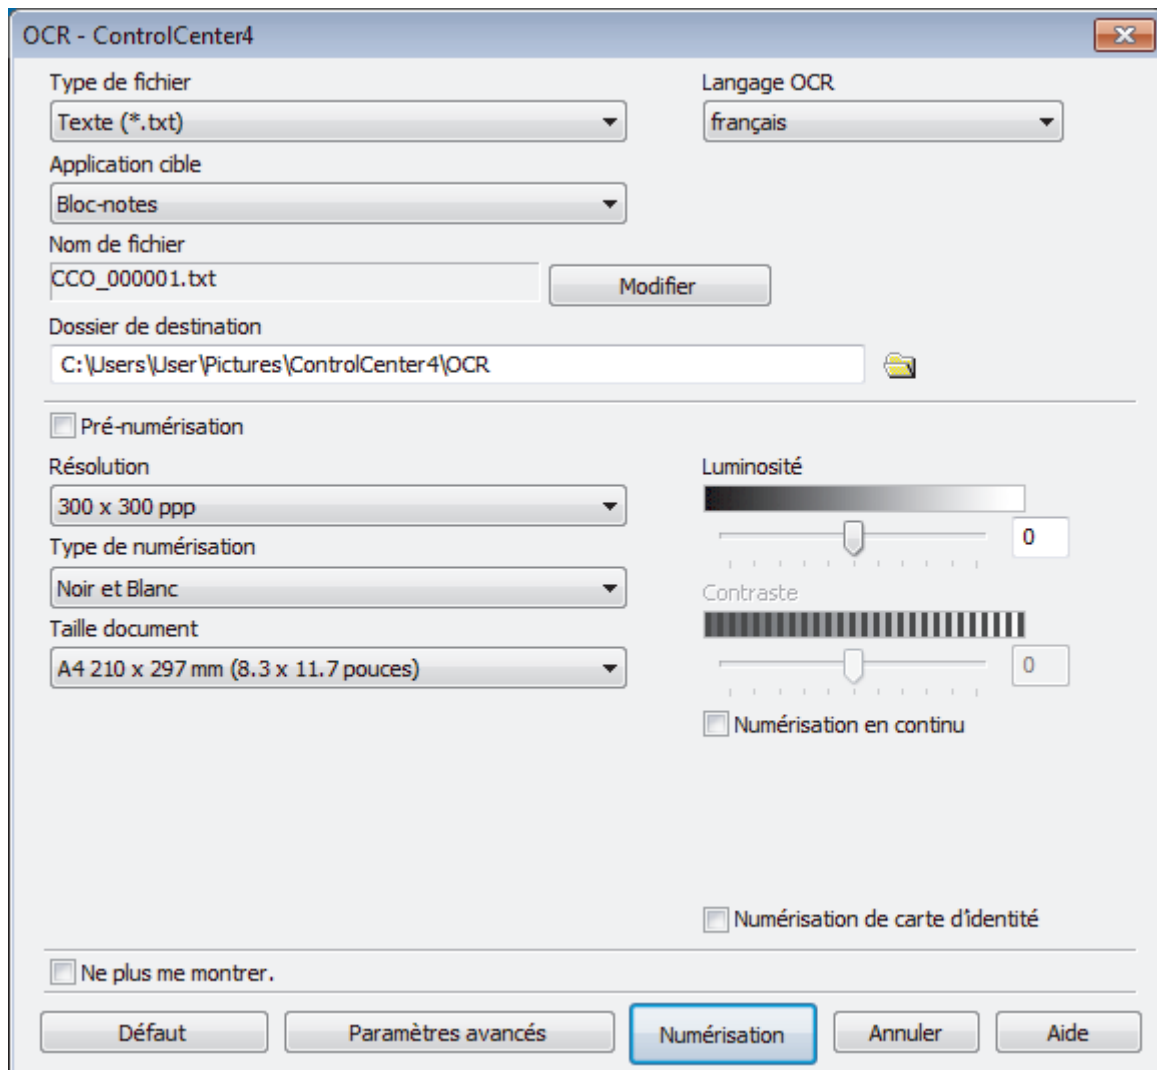 OCR - ControlCenter4
Type de fichier
Langage OCR
Texte (*.txt)
français
Application cible
Bloc-notes
Nom de fichier
CCO_000001.txt
Modifier
Dossier de destination
C:\Users\User\Pictures\ControlCenter4\OCR
Pré-numérisation
Résolution
Luminosité
300 x 300 ppp
0
Type de numérisation
Noir et Blanc
Contraste
Taille document
A4 210 x 297 mm (8.3 x 11.7 pouces)
0
Numérisation en continu
Numérisation de carte d'identité
Ne plus me montrer.
Défaut
Paramètres avancés
Numérisation
Annuler
Aide